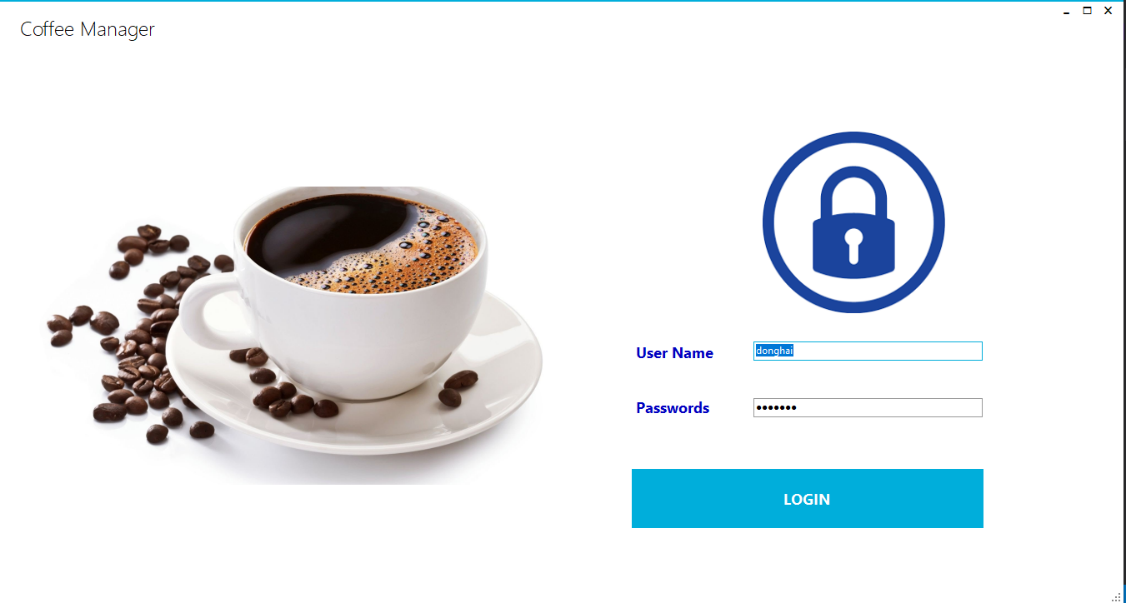 Coffee Manager
User Name
donghai
Passwords
•••••••
LOGIN